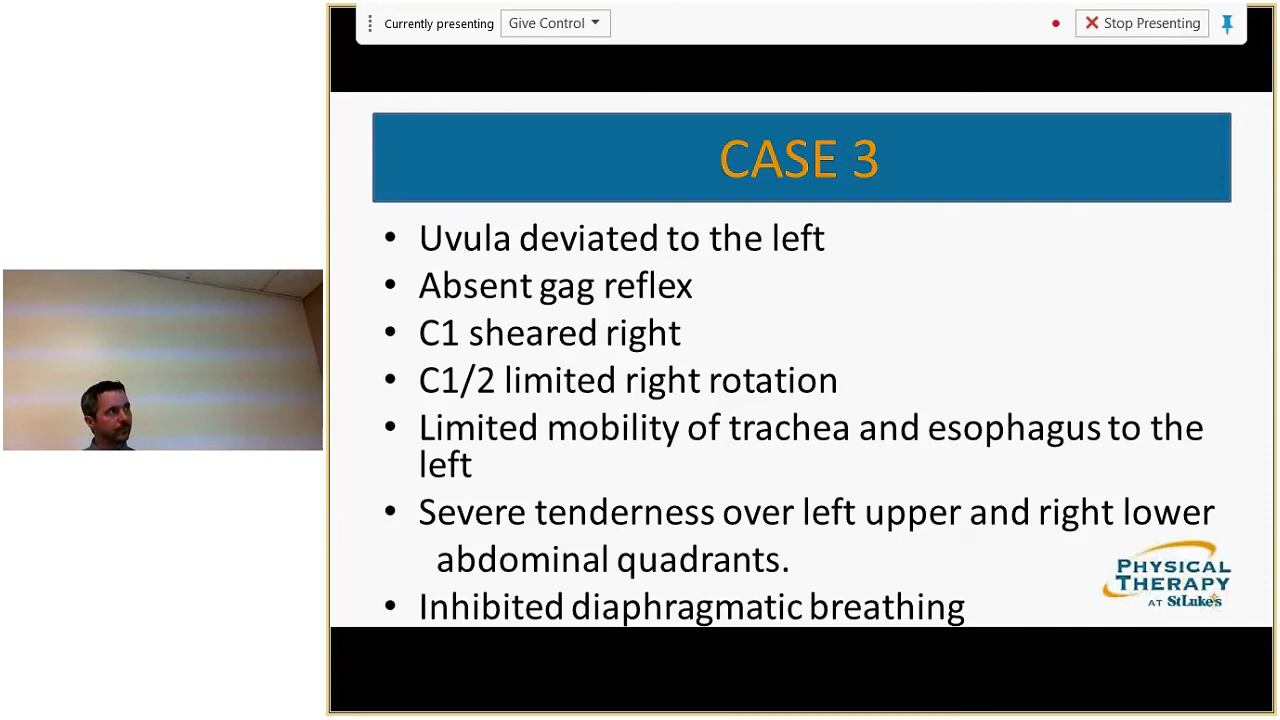 Currently presenting
Give Control
Stop Presenting
CASE 3
• Uvula deviated to the left
• Absent gag reflex
• C1 sheared right
• C1/2 limited right rotation
• Limited mobility of trachea and esophagus to the
left
• Severe tenderness over left upper and right lower
abdominal quadrants.
• Inhibited diaphragmatic breathing
PHYSICAL
THERAPY
AT StLuke's